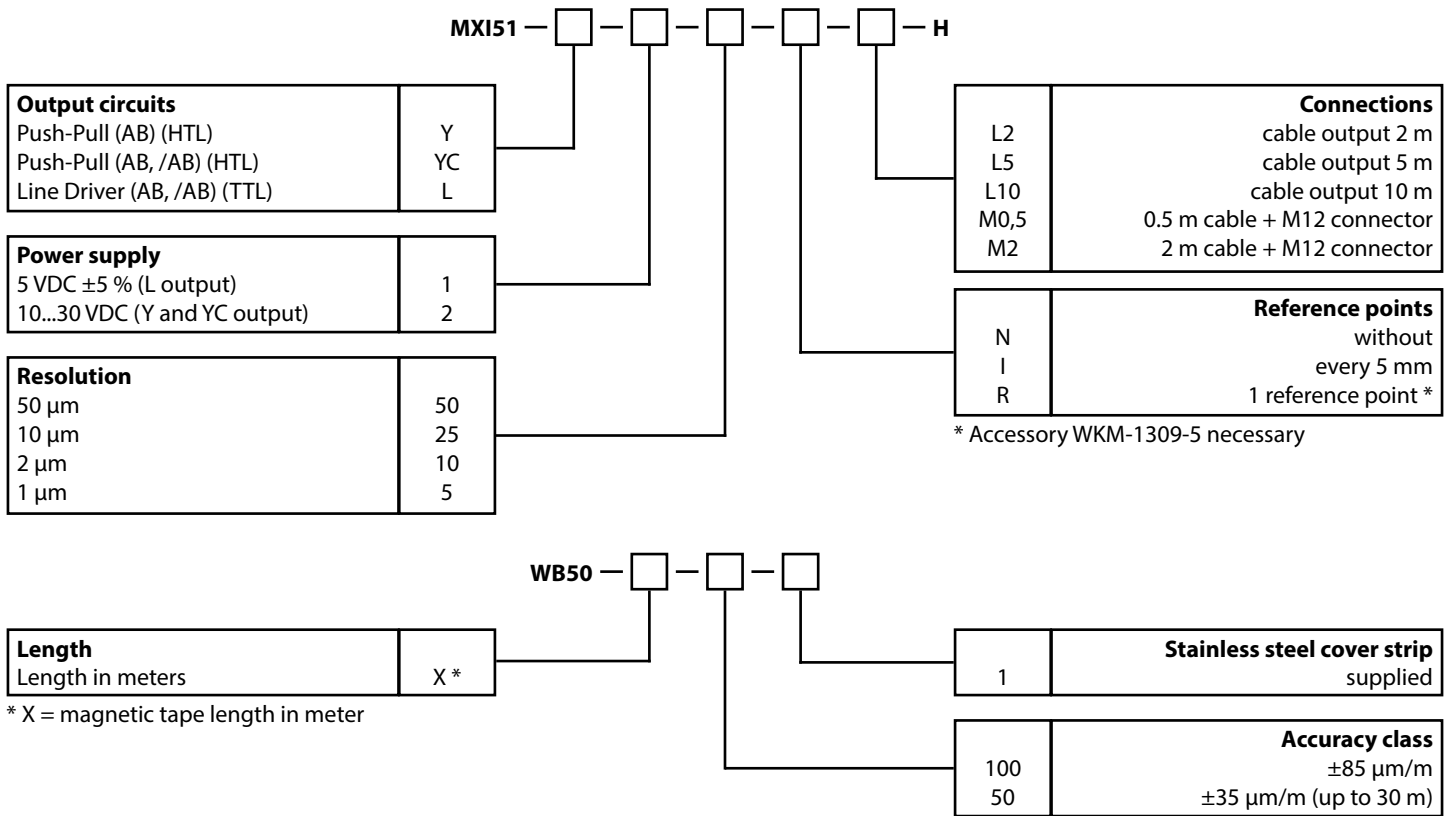 MXI51 — □ — □ — □ — □ — □ — H
Output circuits
Push-Pull (AB) (HTL) Y
Push-Pull (AB, /AB) (HTL) YC
Line Driver (AB, /AB) (TTL) L
Power supply
5 VDC ±5 % (L output) 1
10...30 VDC (Y and YC output) 2
Resolution
50 µm 50
10 µm 25
2 µm 10
1 µm 5
Connections
L2 cable output 2 m
L5 cable output 5 m
L10 cable output 10 m
M0,5 0.5 m cable + M12 connector
M2 2 m cable + M12 connector
Reference points
N without
I every 5 mm
R 1 reference point *
* Accessory WKM-1309-5 necessary
WB50 — □ — □ — □
Length
Length in meters X *
* X = magnetic tape length in meter
Stainless steel cover strip
1 supplied
Accuracy class
100 ±85 µm/m
50 ±35 µm/m (up to 30 m)